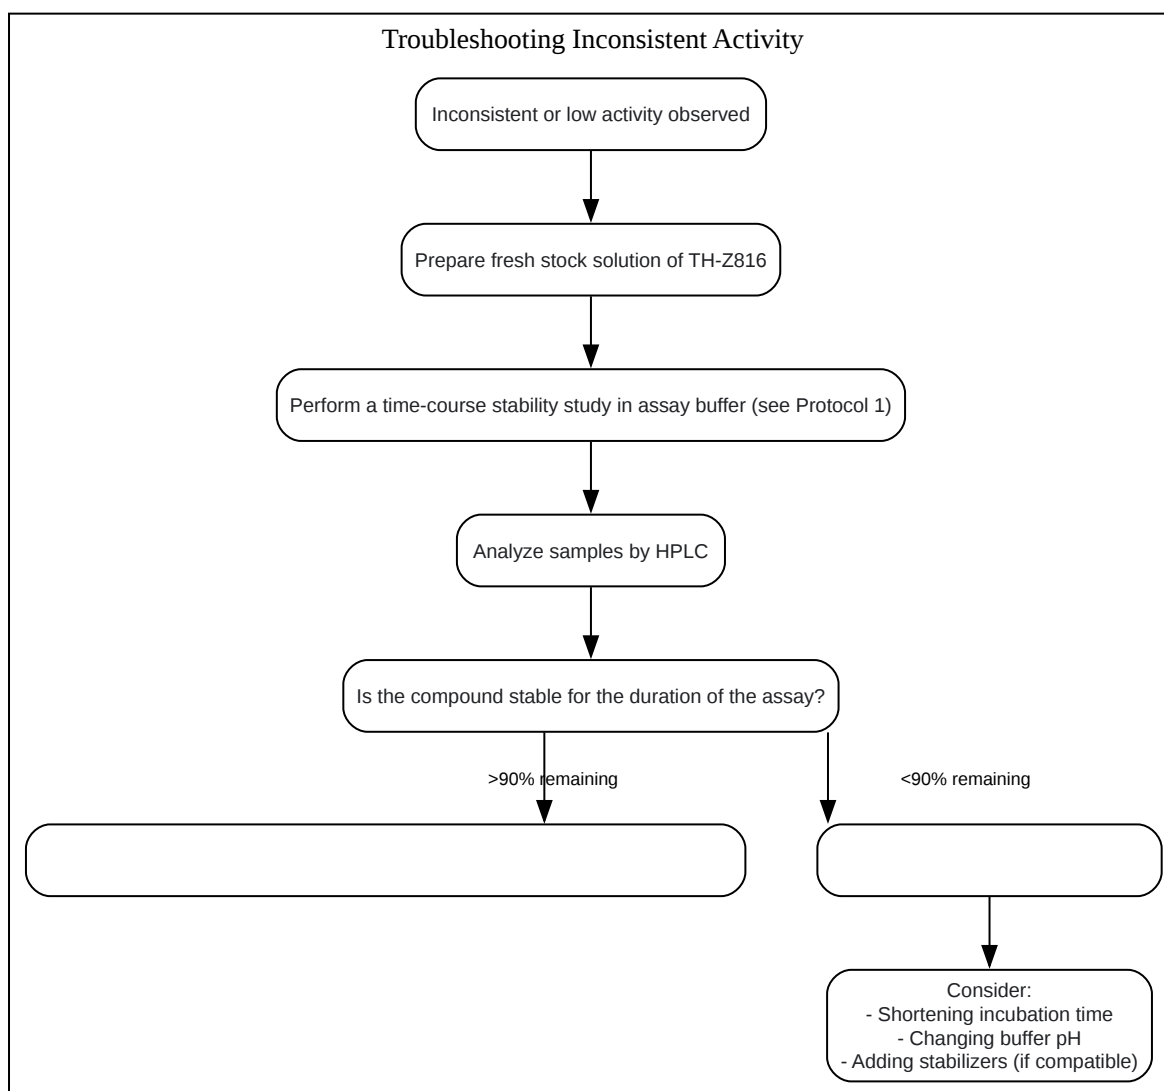 Troubleshooting Inconsistent Activity
Inconsistent or low activity observed
Prepare fresh stock solution of TH-Z816
Perform a time-course stability study in assay buffer (see Protocol 1)
Analyze samples by HPLC
Is the compound stable for the duration of the assay?
>90% remaining
<90% remaining
Consider:
- Shortening incubation time
- Changing buffer pH
- Adding stabilizers (if compatible)